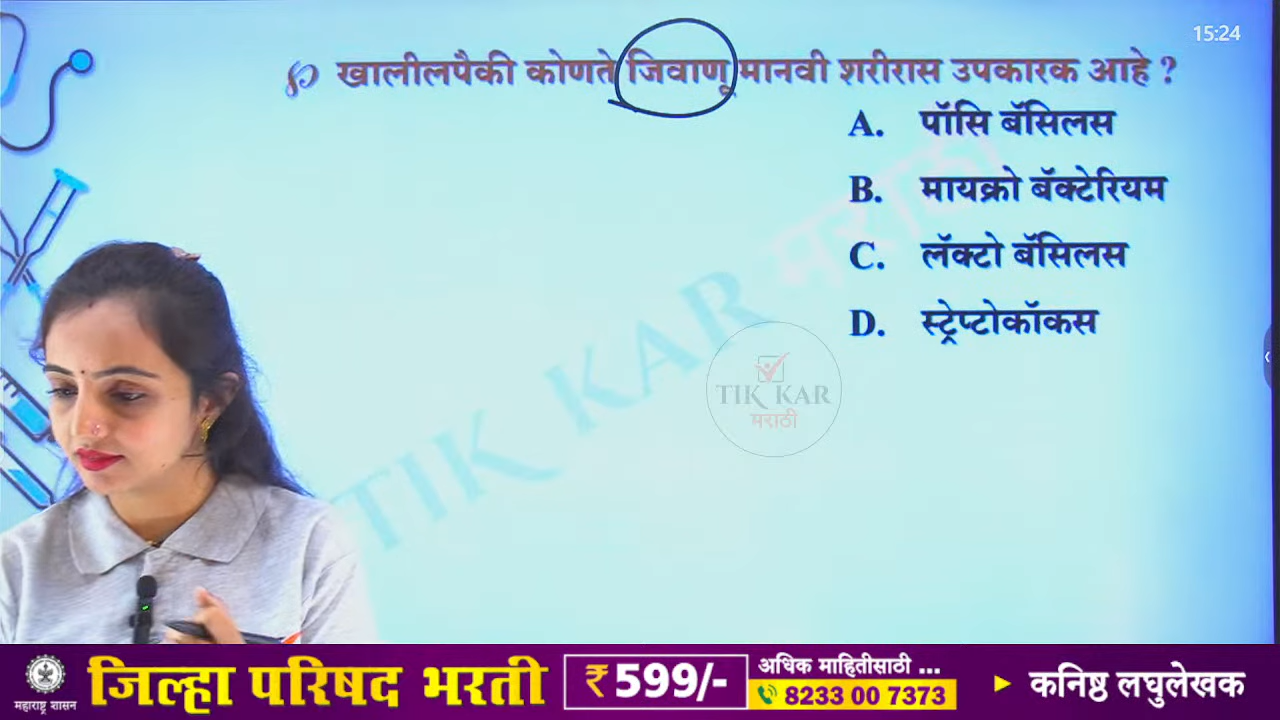 15:24
खालीलपैकी कोणते जिवाणू मानवी शरीरास उपकारक आहे ?
A. पॉसि बॅसिलस
B. मायक्रो बॅक्टेरियम
C. लॅक्टो बॅसिलस
D. स्ट्रेप्टोकॉकस
TIK KAR मराठी
TIK KAR
मराठी
महाराष्ट्र शासन
जिल्हा परिषद भरती
₹599/-
अधिक माहितीसाठी ...
8233 00 7373
कनिष्ठ लघुलेखक